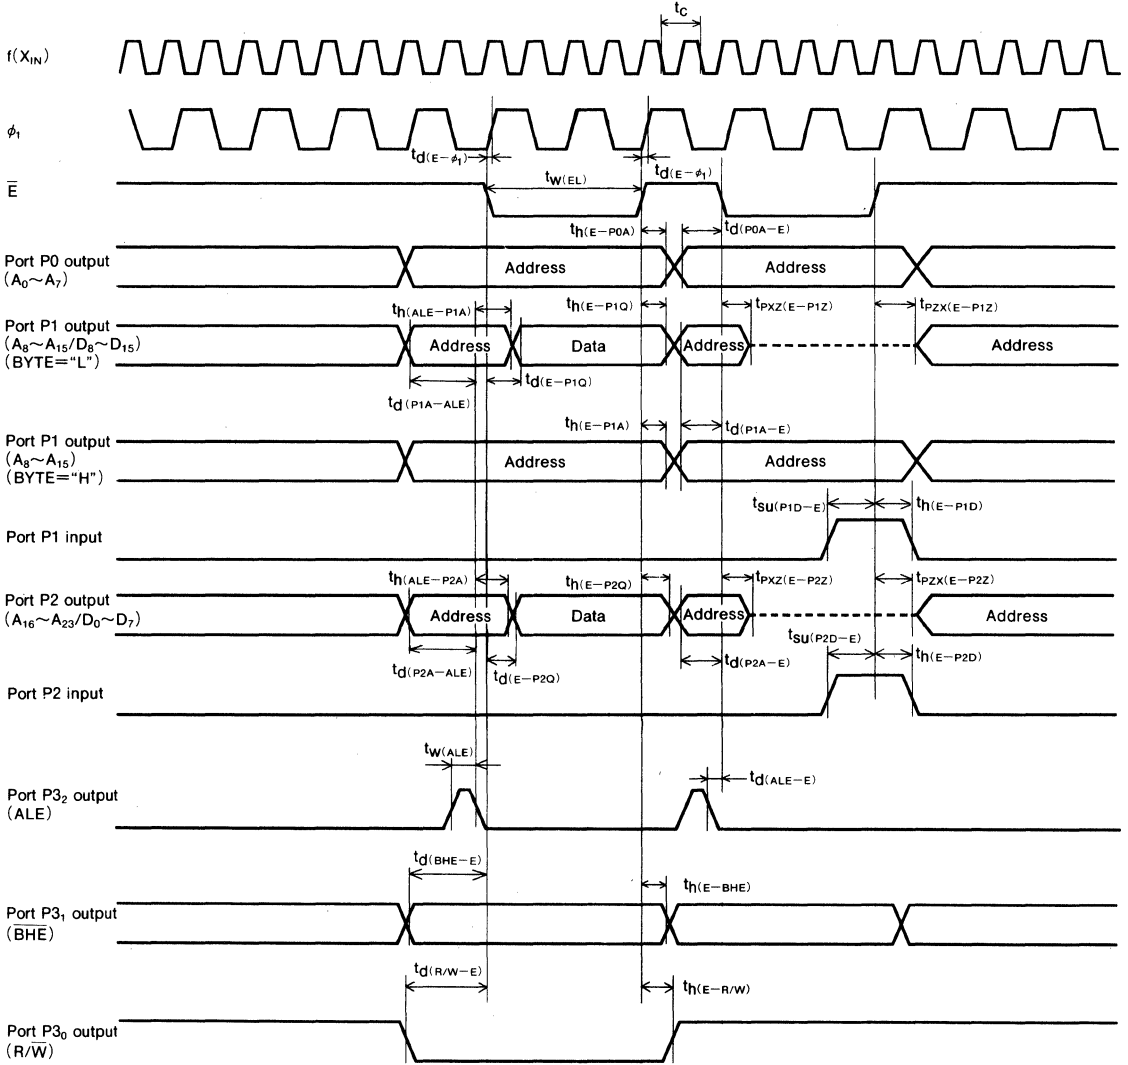 tC
f(XIN)
ϕ1
td(E−ϕ1)
E̅
tw(EL)
td(E−ϕ1)
th(E−P0A)
td(P0A−E)
Port P0 output
(A0∼A7)
Address
Address
th(ALE−P1A)
th(E−P1Q)
tPXZ(E−P1Z)
tPZX(E−P1Z)
Port P1 output
(A8∼A15/D8∼D15)
(BYTE="L")
Address
Data
Address
Address
td(P1A−ALE)
td(E−P1Q)
th(E−P1A)
td(P1A−E)
Port P1 output
(A8∼A15)
(BYTE="H")
Address
Address
tsu(P1D−E)
th(E−P1D)
Port P1 input
th(ALE−P2A)
th(E−P2Q)
tPXZ(E−P2Z)
tPZX(E−P2Z)
Port P2 output
(A16∼A23/D0∼D7)
Address
Data
Address
Address
tsu(P2D−E)
td(P2A−ALE)
td(E−P2Q)
td(P2A−E)
th(E−P2D)
Port P2 input
tw(ALE)
td(ALE−E)
Port P32 output
(ALE)
td(BHE−E)
th(E−BHE)
Port P31 output
(B̅H̅E̅)
td(R/W−E)
th(E−R/W)
Port P30 output
(R/W̅)